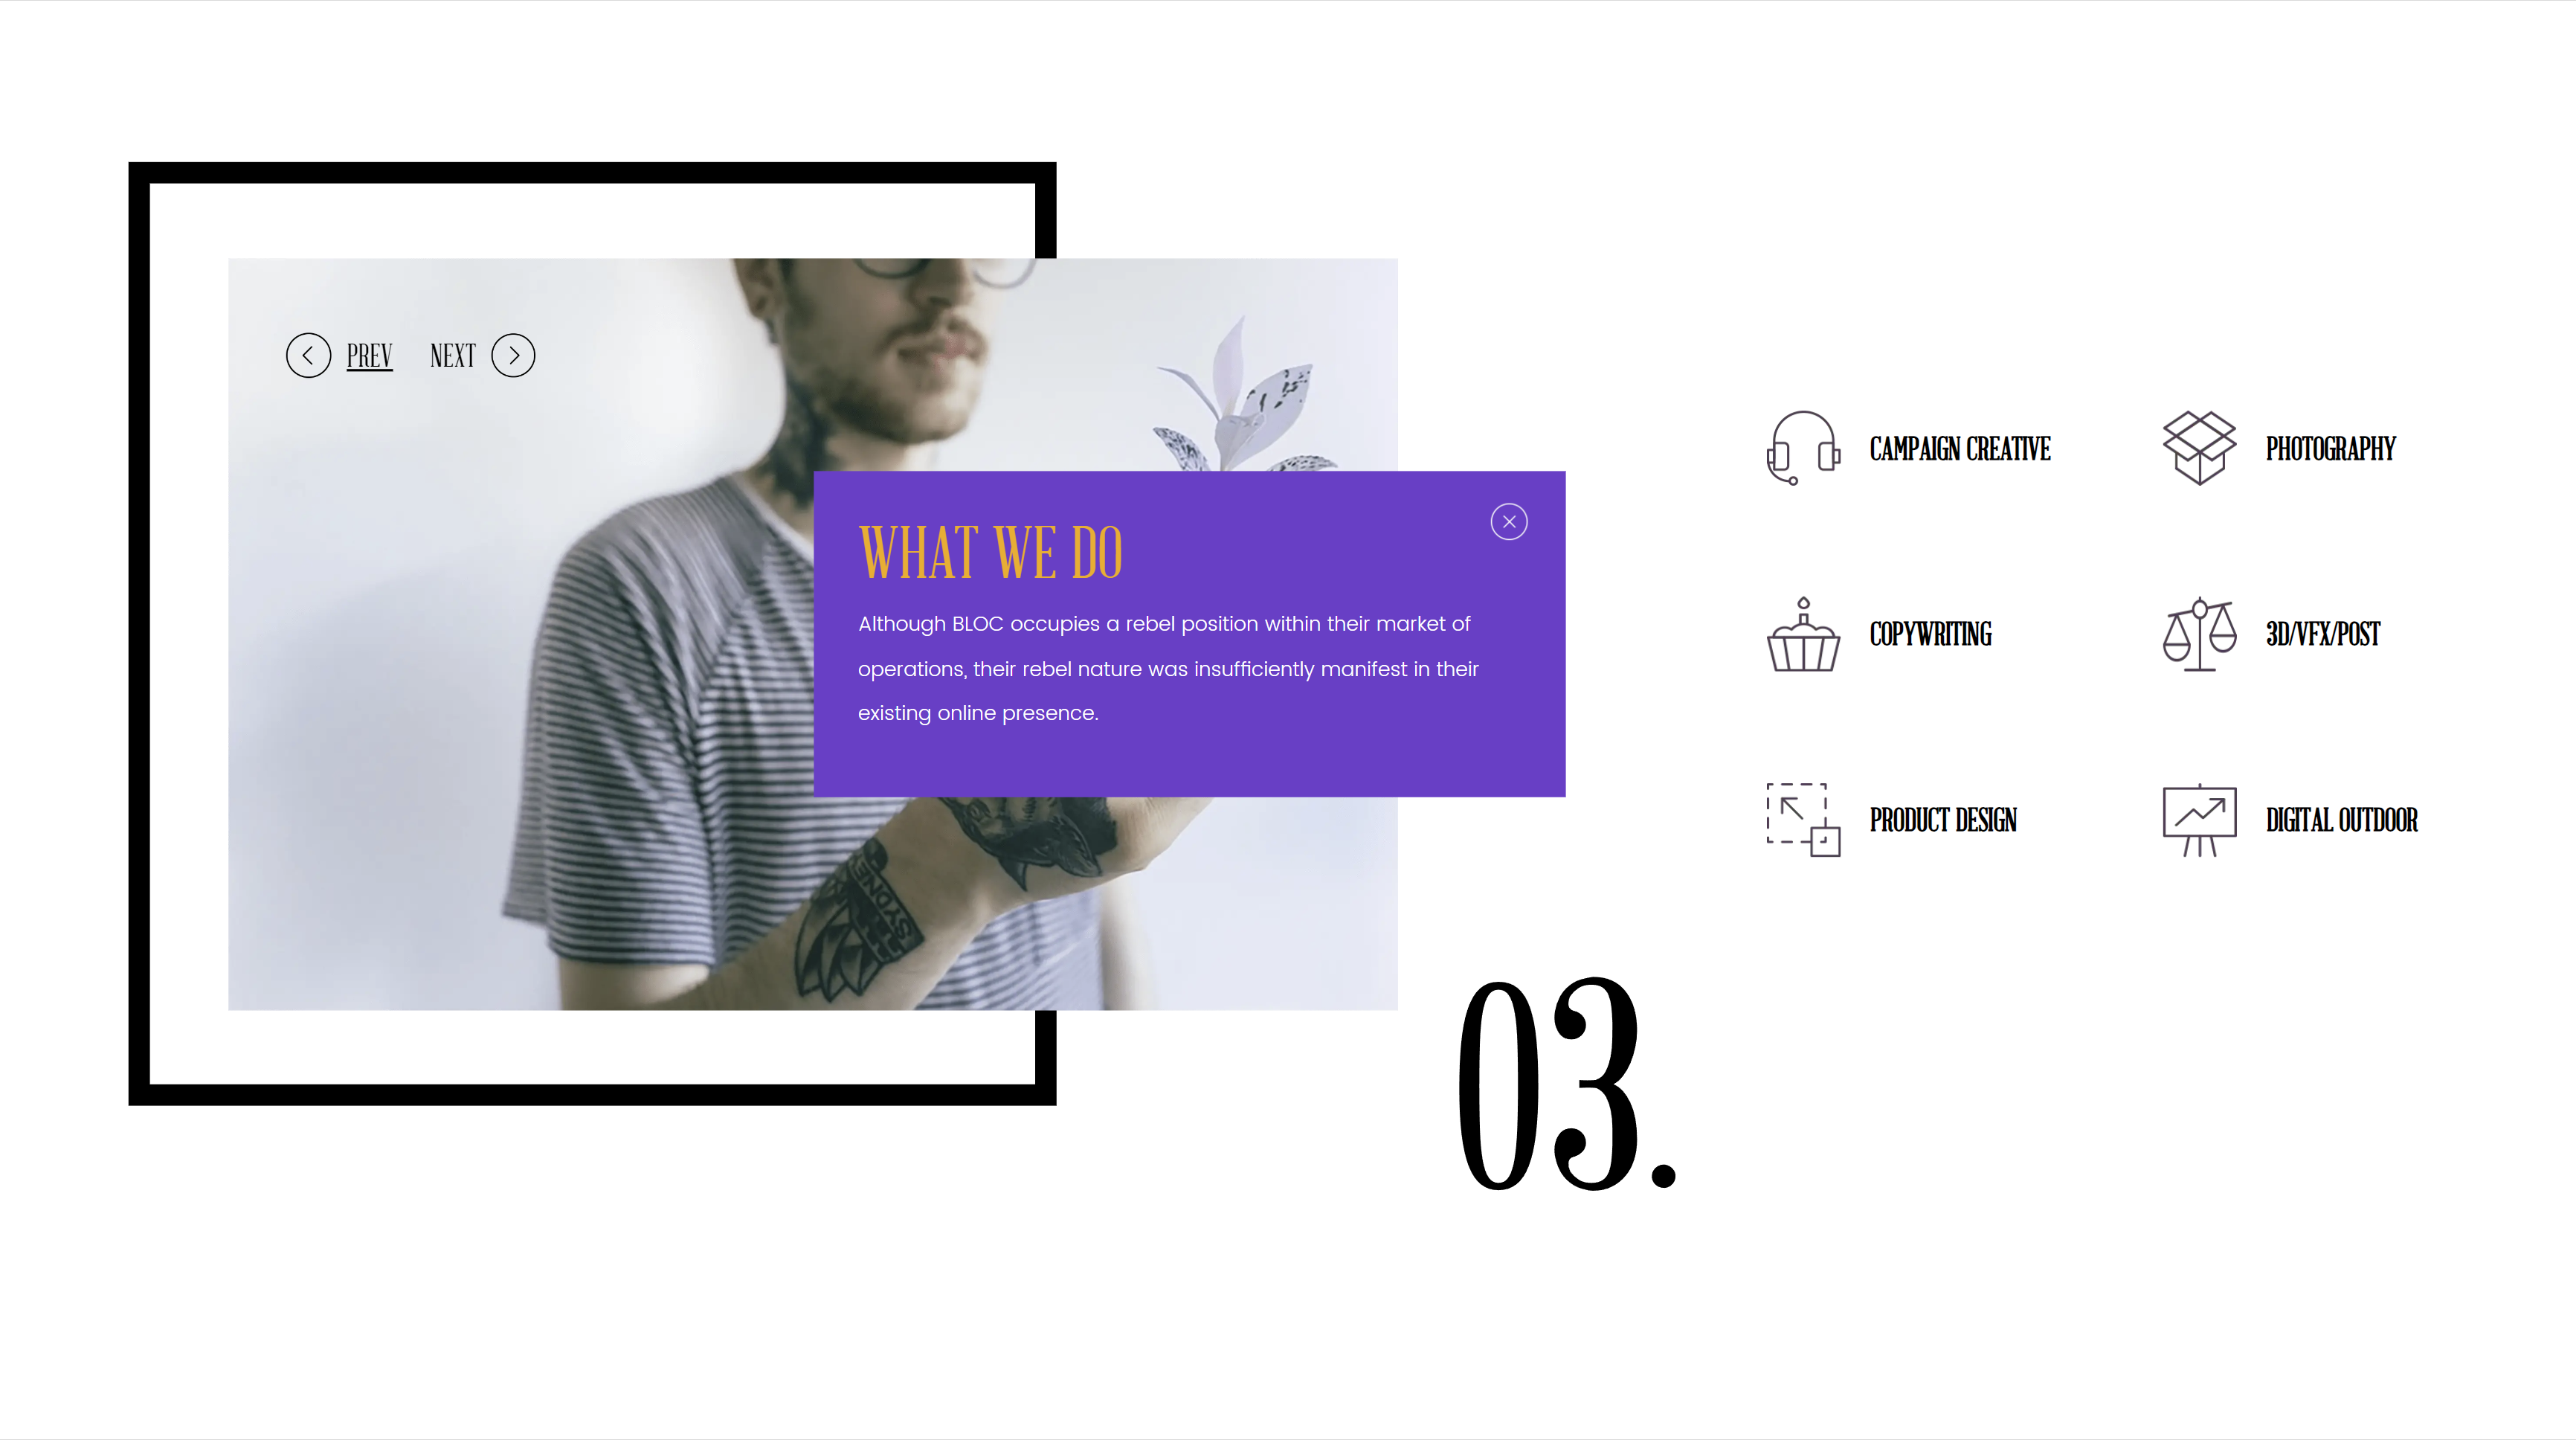 PREV
NEXT
WHAT WE DO
Although BLOC occupies a rebel position within their market of
operations, their rebel nature was insufficiently manifest in their
existing online presence.
SYDNEY
CAMPAIGN CREATIVE
PHOTOGRAPHY
COPYWRITING
3D/VFX/POST
PRODUCT DESIGN
DIGITAL OUTDOOR
03.